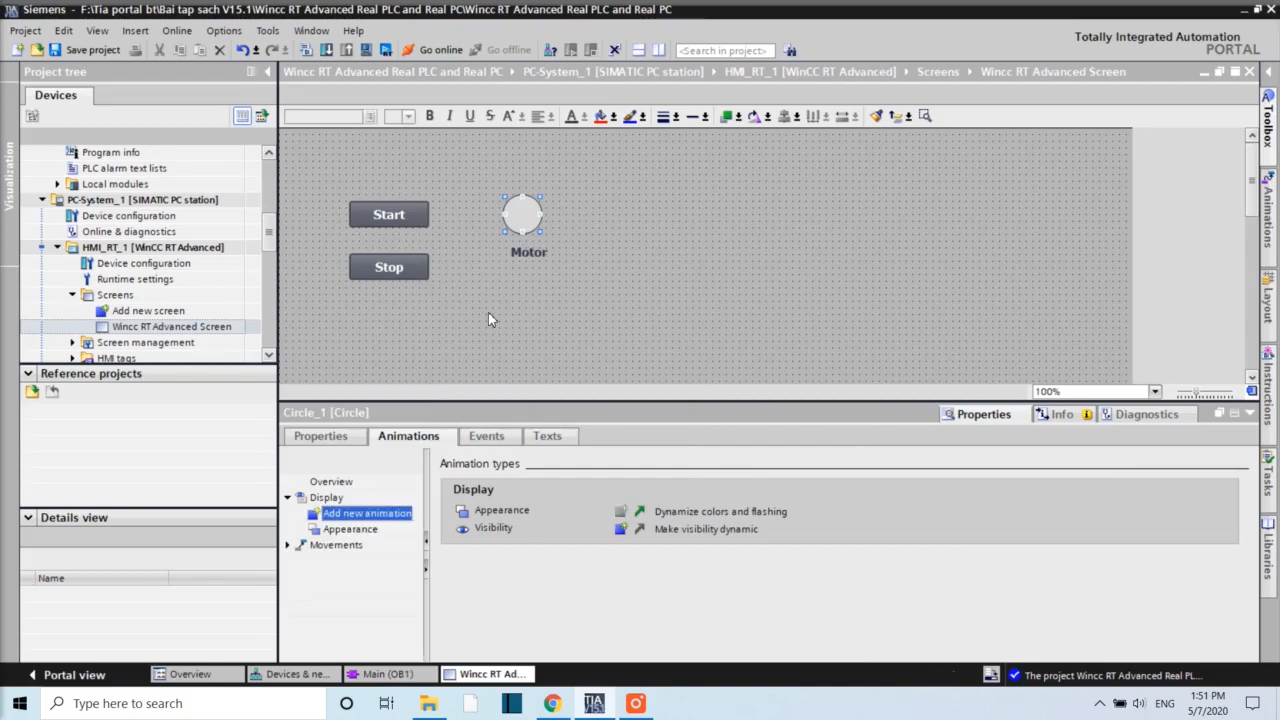 Siemens - F:\Tia portal bt\Bai tap sach V15.1\Wincc RT Advanced Real PLC and Real PC\Wincc RT Advanced Real PLC and Real PC
Project Edit View Insert Online Options Tools Window Help
Totally Integrated Automation
PORTAL
Save project Go online Go offline <Search in project>
Project tree
Wincc RT Advanced Real PLC and Real PC PC-System_1 [SIMATIC PC station] HMI_RT_1 [WinCC RT Advanced] Screens Wincc RT Advanced Screen
Devices
Visualization
B I U S A A
Program info
PLC alarm text lists
Local modules
PC-System_1 [SIMATIC PC station]
Device configuration
Online & diagnostics
HMI_RT_1 [WinCC RT Advanced]
Device configuration
Runtime settings
Screens
Add new screen
Wincc RT Advanced Screen
Screen management
HMI tags
Start
Stop
Motor
100%
Toolbox
Animations
Layout
Instructions
Tasks
Libraries
Reference projects
Details view
Name
Circle_1 [Circle]
Properties Info Diagnostics
Properties Animations Events Texts
Overview
Display
Add new animation
Appearance
Movements
Animation types
Display
Appearance Dynamize colors and flashing
Visibility Make visibility dynamic
Portal view Overview Devices & ne... Main (OB1) Wincc RT Ad... The project Wincc RT Advanced Real PL...
Type here to search
TIA V15
ENG
1:51 PM
5/7/2020